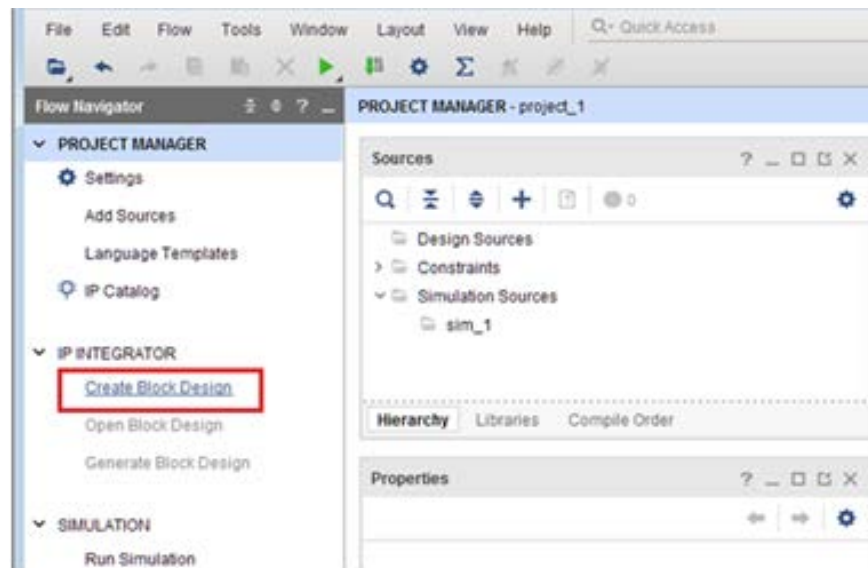 File Edit Flow Tools Window Layout View Help Quick Access
Flow Navigator
PROJECT MANAGER - project_1
PROJECT MANAGER
Settings
Add Sources
Language Templates
IP Catalog
IP INTEGRATOR
Create Block Design
Open Block Design
Generate Block Design
SIMULATION
Run Simulation
Sources
0
Design Sources
Constraints
Simulation Sources
sim_1
Hierarchy Libraries Compile Order
Properties